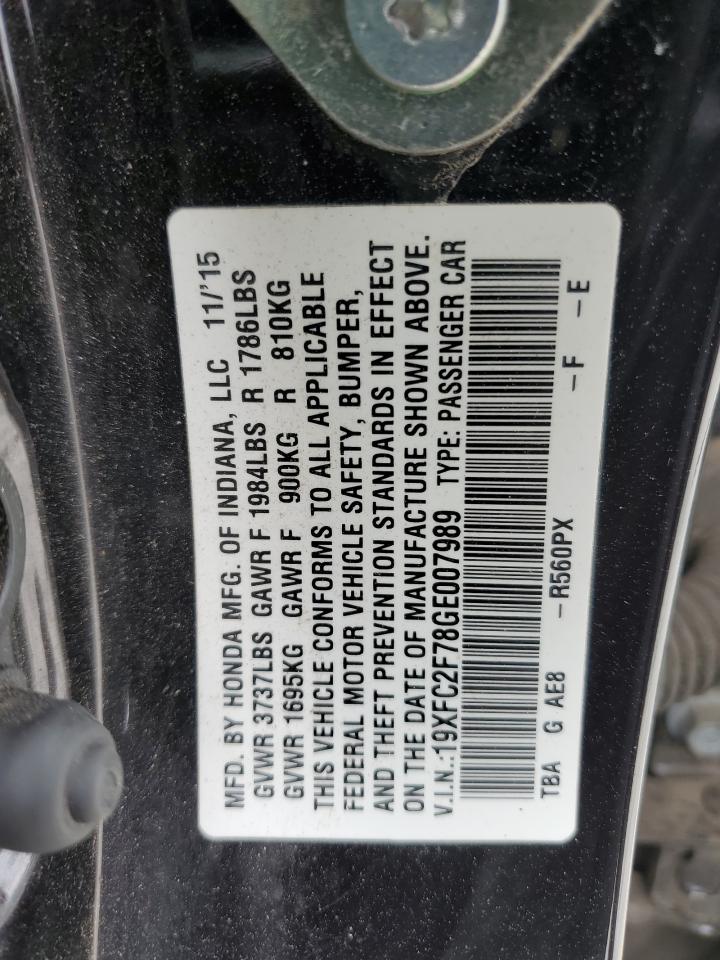 MFD. BY HONDA MFG. OF INDIANA, LLC 11/'15
GVWR 3737LBS GAWR F 1984LBS R 1786LBS
GVWR 1695KG GAWR F 900KG R 810KG
THIS VEHICLE CONFORMS TO ALL APPLICABLE
FEDERAL MOTOR VEHICLE SAFETY, BUMPER,
AND THEFT PREVENTION STANDARDS IN EFFECT
ON THE DATE OF MANUFACTURE SHOWN ABOVE.
V.I.N.:19XFC2F78GE007989 TYPE: PASSENGER CAR
TBA G AE8 -R560PX -F -E